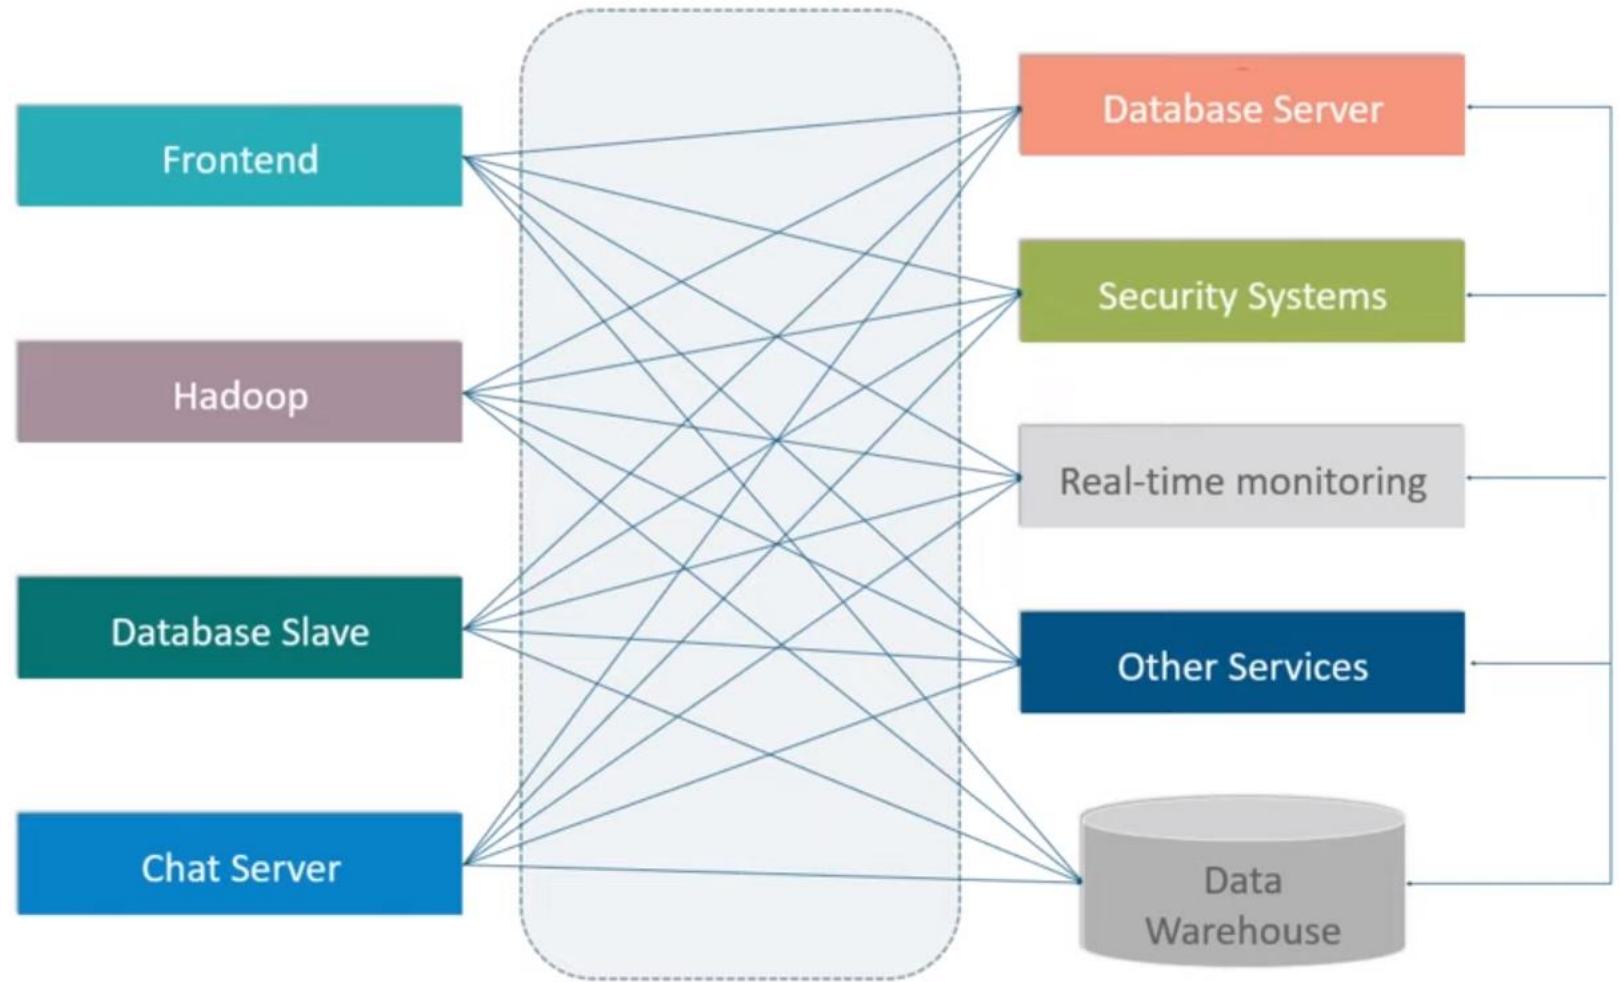 Frontend
Hadoop
Database Slave
Chat Server
Database Server
Security Systems
Real-time monitoring
Other Services
Data
Warehouse